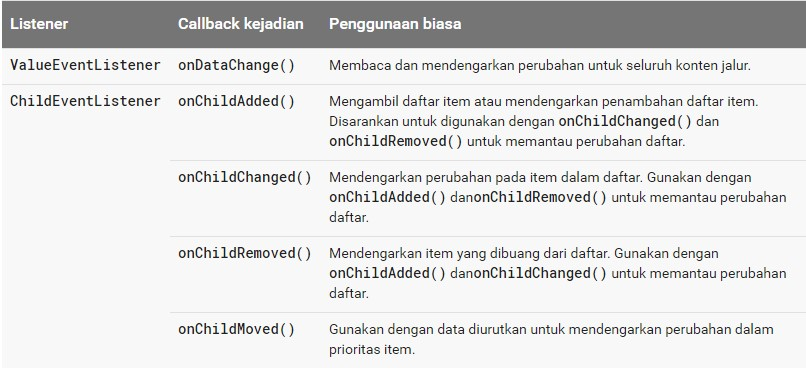 Listener Callback kejadian Penggunaan biasa
ValueEventListener onDataChange() Membaca dan mendengarkan perubahan untuk seluruh konten jalur.
ChildEventListener onChildAdded() Mengambil daftar item atau mendengarkan penambahan daftar item.
Disarankan untuk digunakan dengan onChildChanged() dan
onChildRemoved() untuk memantau perubahan daftar.
onChildChanged() Mendengarkan perubahan pada item dalam daftar. Gunakan dengan
onChildAdded() danonChildRemoved() untuk memantau perubahan
daftar.
onChildRemoved() Mendengarkan item yang dibuang dari daftar. Gunakan dengan
onChildAdded() danonChildChanged() untuk memantau perubahan
daftar.
onChildMoved() Gunakan dengan data diurutkan untuk mendengarkan perubahan dalam
prioritas item.